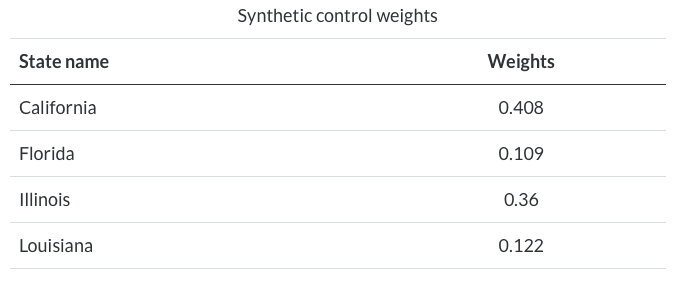 Synthetic control weights
State name Weights
California 0.408
Florida 0.109
Illinois 0.36
Louisiana 0.122